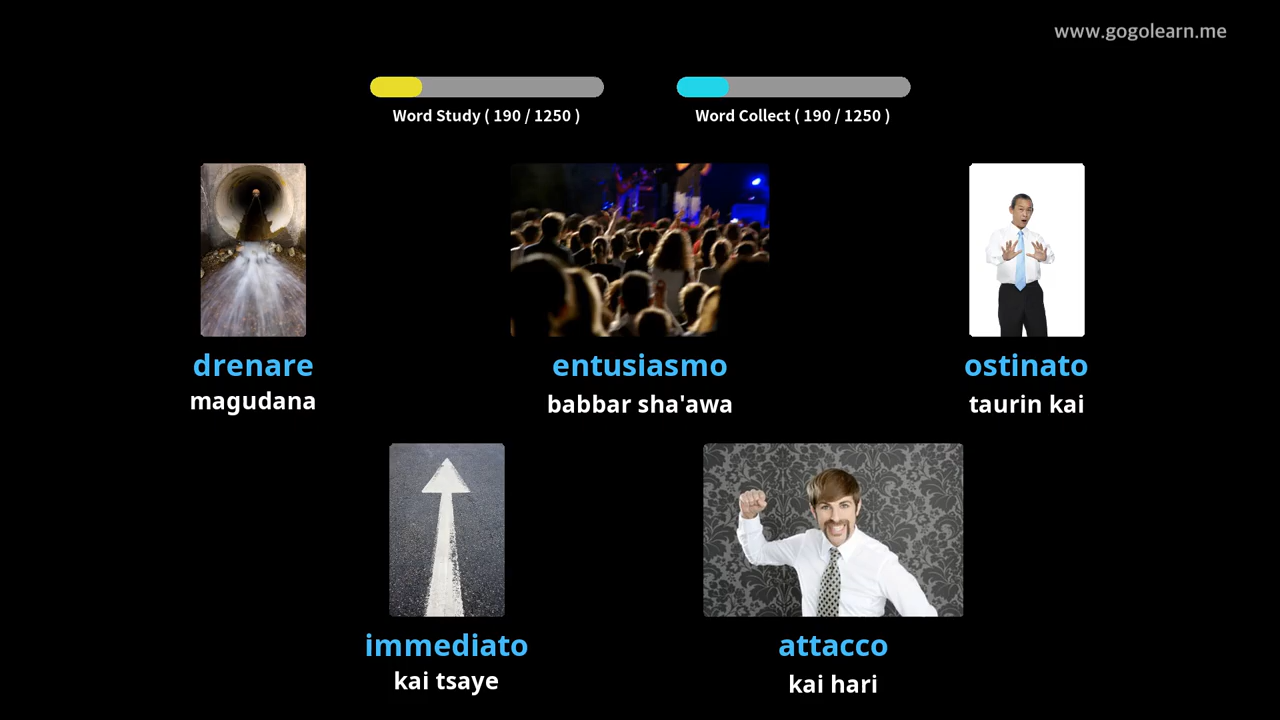 www.gogolearn.me
Word Study ( 190 / 1250 )
Word Collect ( 190 / 1250 )
drenare
magudana
entusiasmo
babbar sha'awa
ostinato
taurin kai
immediato
kai tsaye
attacco
kai hari